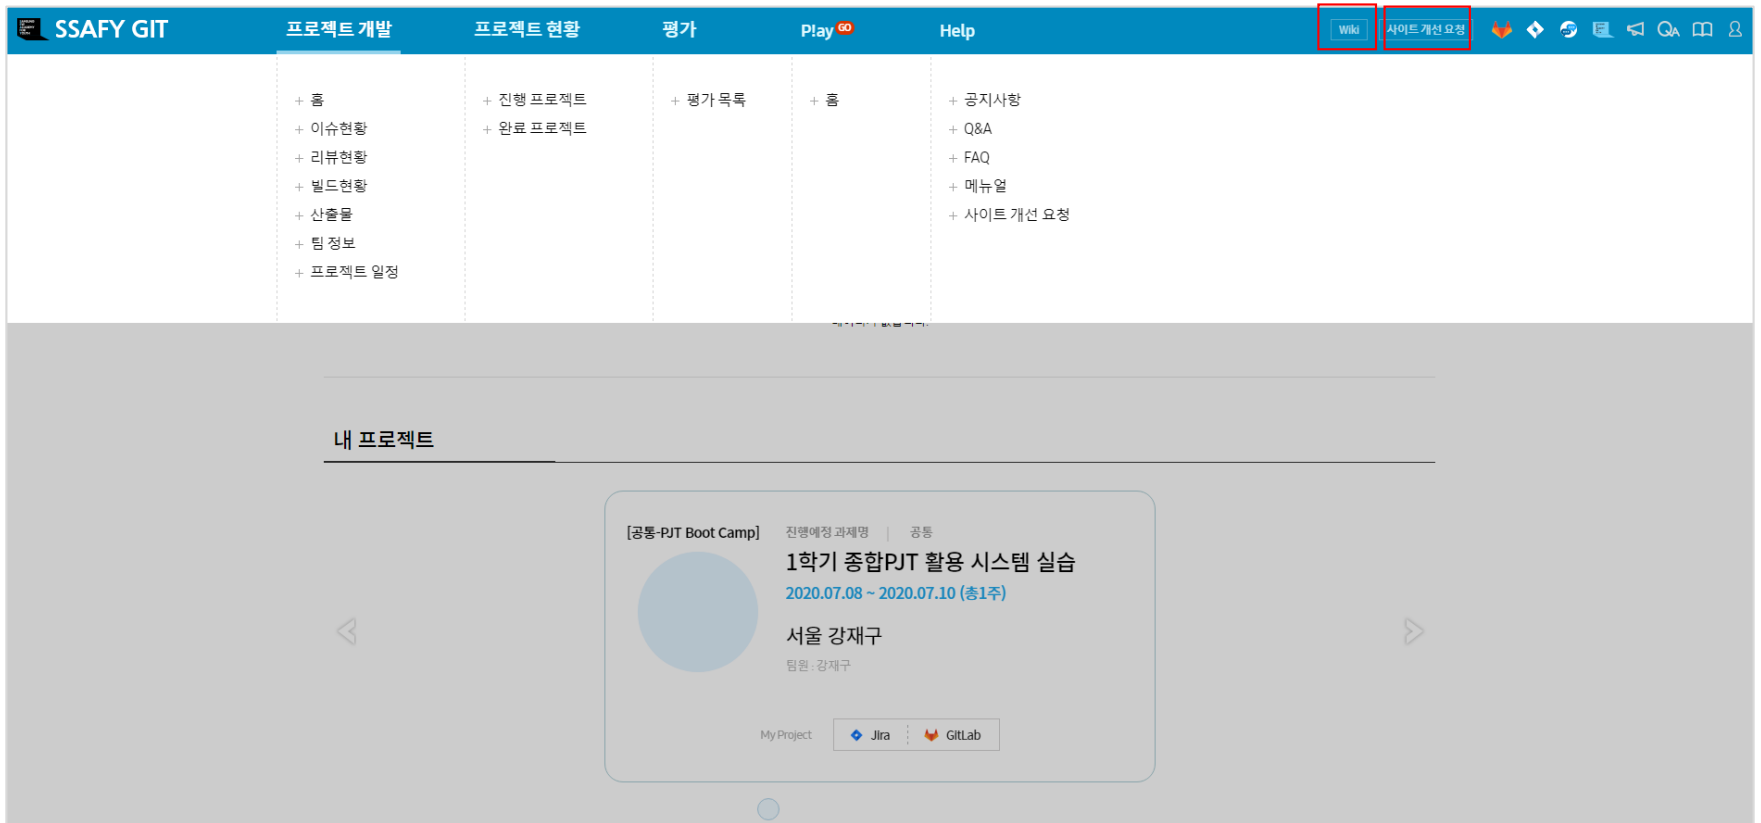 SSAFY GIT
프로젝트 개발
프로젝트 현황
평가
P!ay GO
Help
Wiki
사이트 개선 요청
+ 홈
+ 이슈현황
+ 리뷰현황
+ 빌드현황
+ 산출물
+ 팀 정보
+ 프로젝트 일정
+ 진행 프로젝트
+ 완료 프로젝트
+ 평가 목록
+ 홈
+ 공지사항
+ Q&A
+ FAQ
+ 메뉴얼
+ 사이트 개선 요청
내 프로젝트
[공통-PJT Boot Camp]
진행예정 과제명 | 공통
1학기 종합PJT 활용 시스템 실습
2020.07.08 ~ 2020.07.10 (총1주)
서울 강재구
팀원 : 강재구
My Project
Jira
GitLab